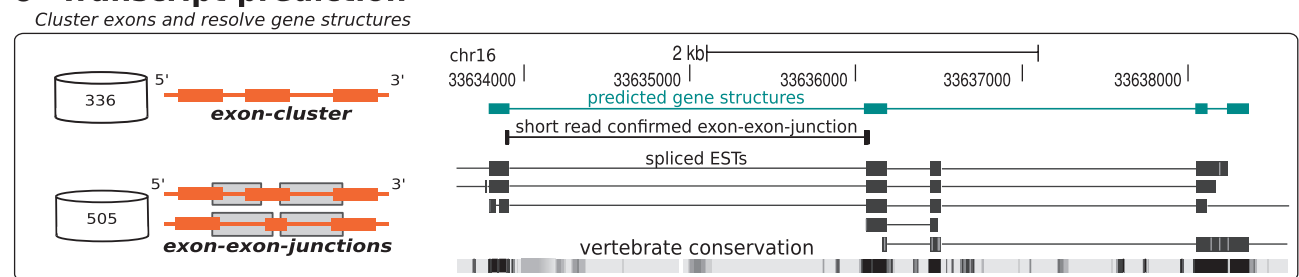 Transcript prediction
Cluster exons and resolve gene structures
336
5'
3'
exon-cluster
505
5'
3'
exon-exon-junctions
chr16
2 kb
33634000
33635000
33636000
33637000
33638000
predicted gene structures
short read confirmed exon-exon-junction
spliced ESTs
vertebrate conservation